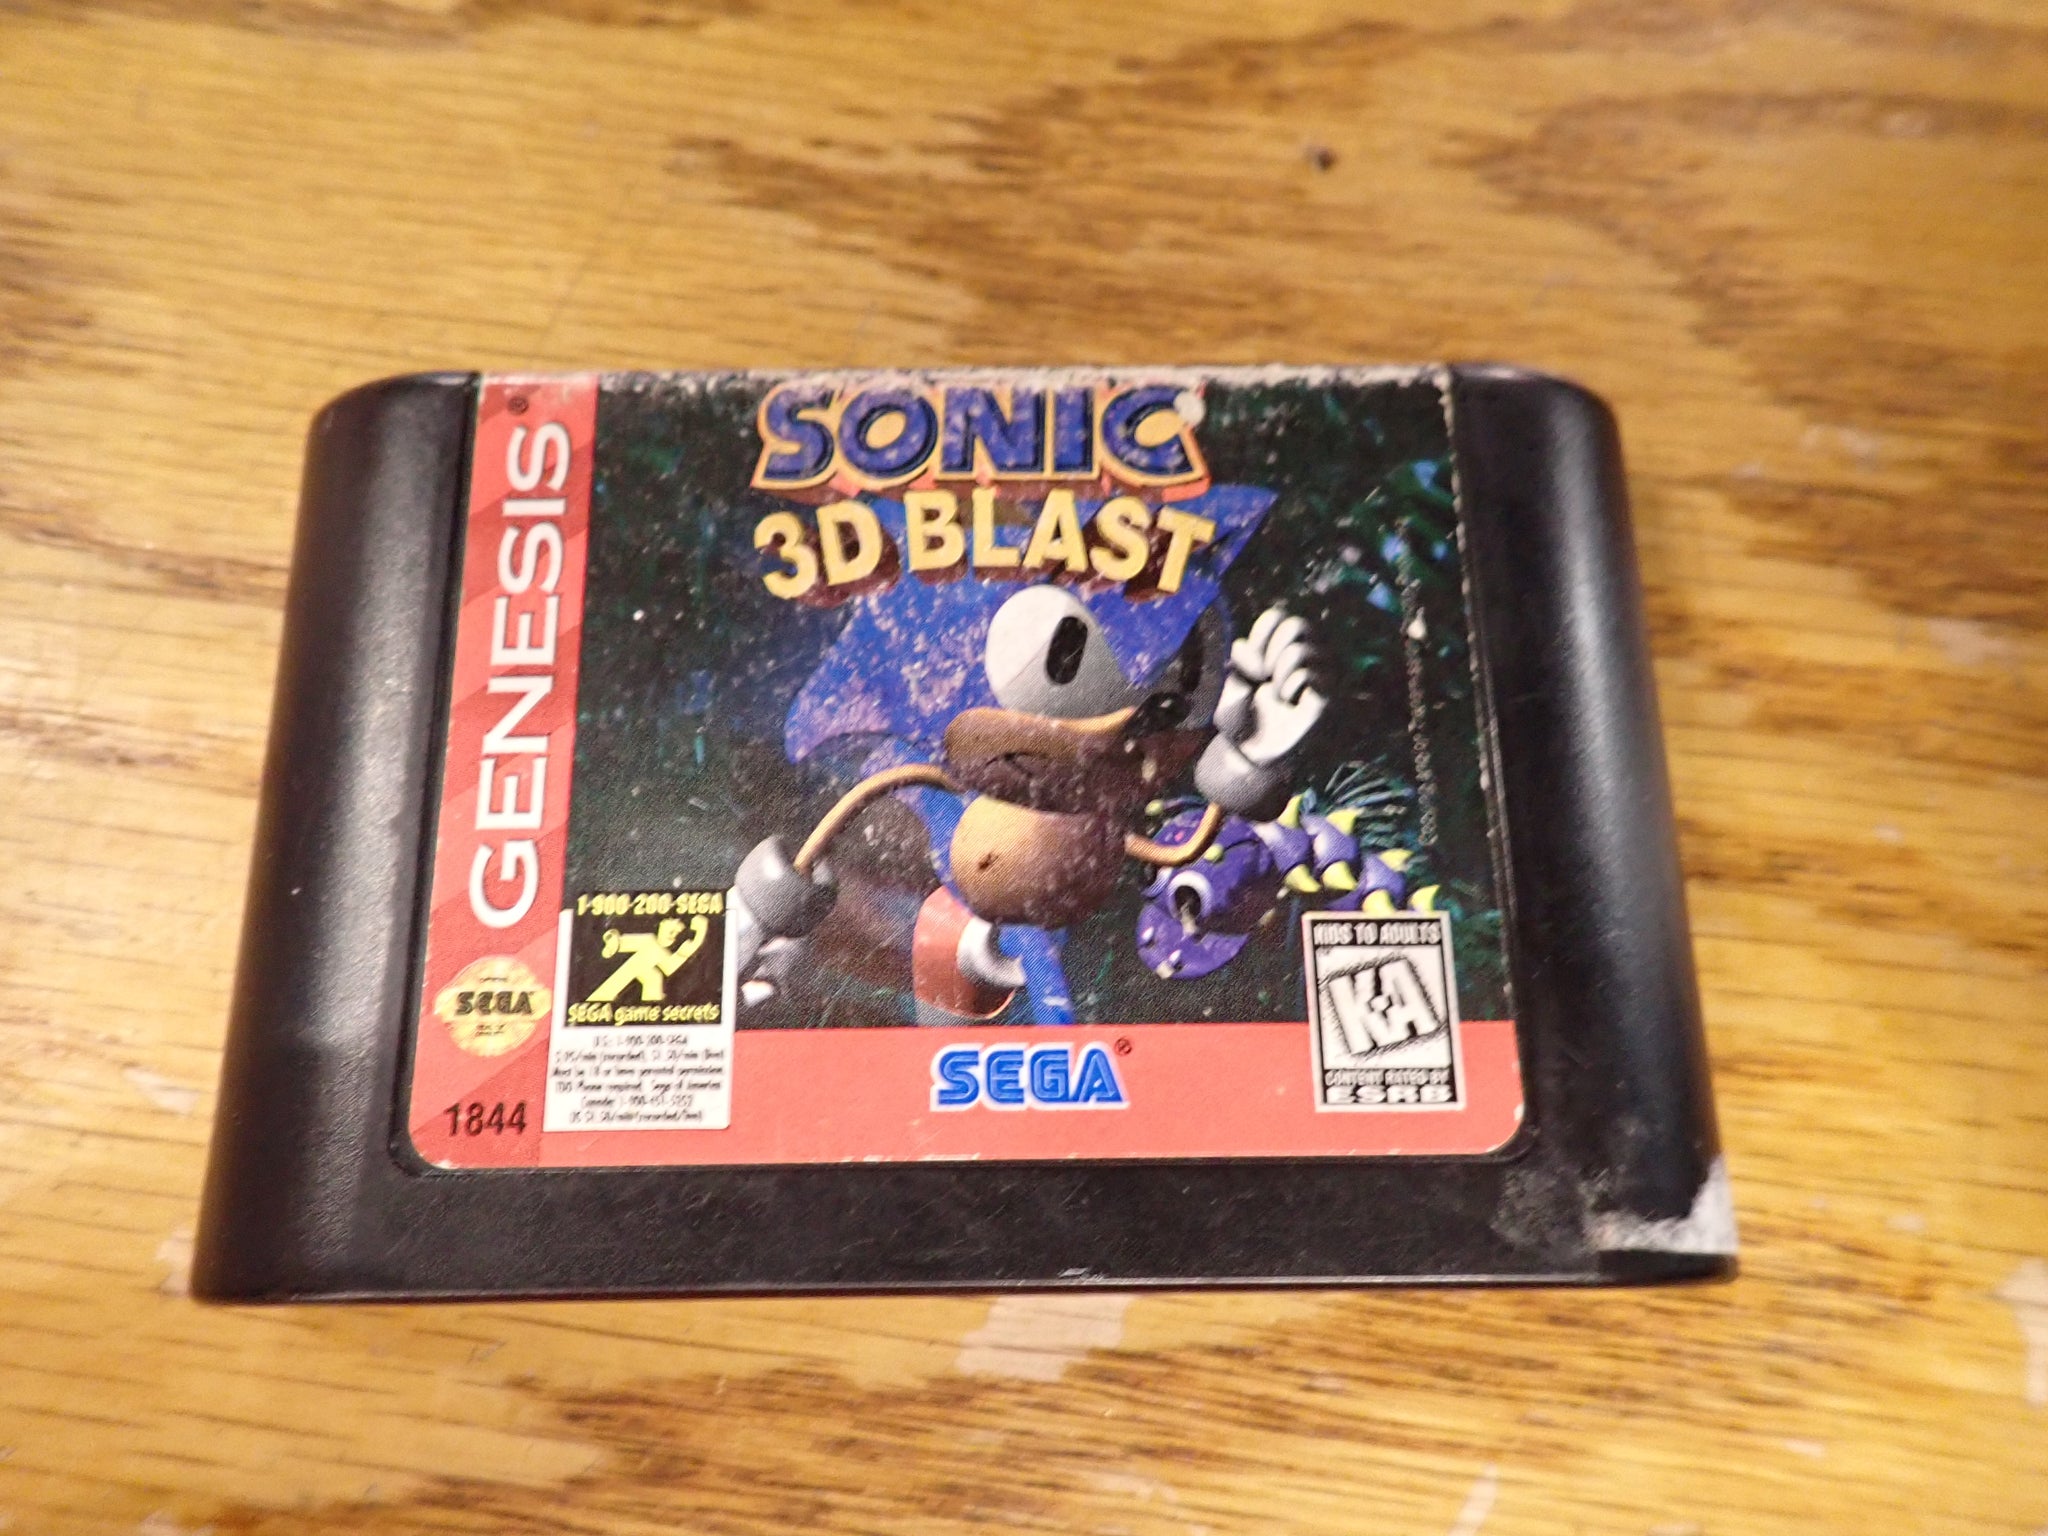 SONIC
3D BLAST
GENESIS®
1-900-200-SEGA
SEGA game secrets
SEGA
1844
SEGA®
KIDS TO ADULTS
K-A
CONTENT RATED BY
ESRB